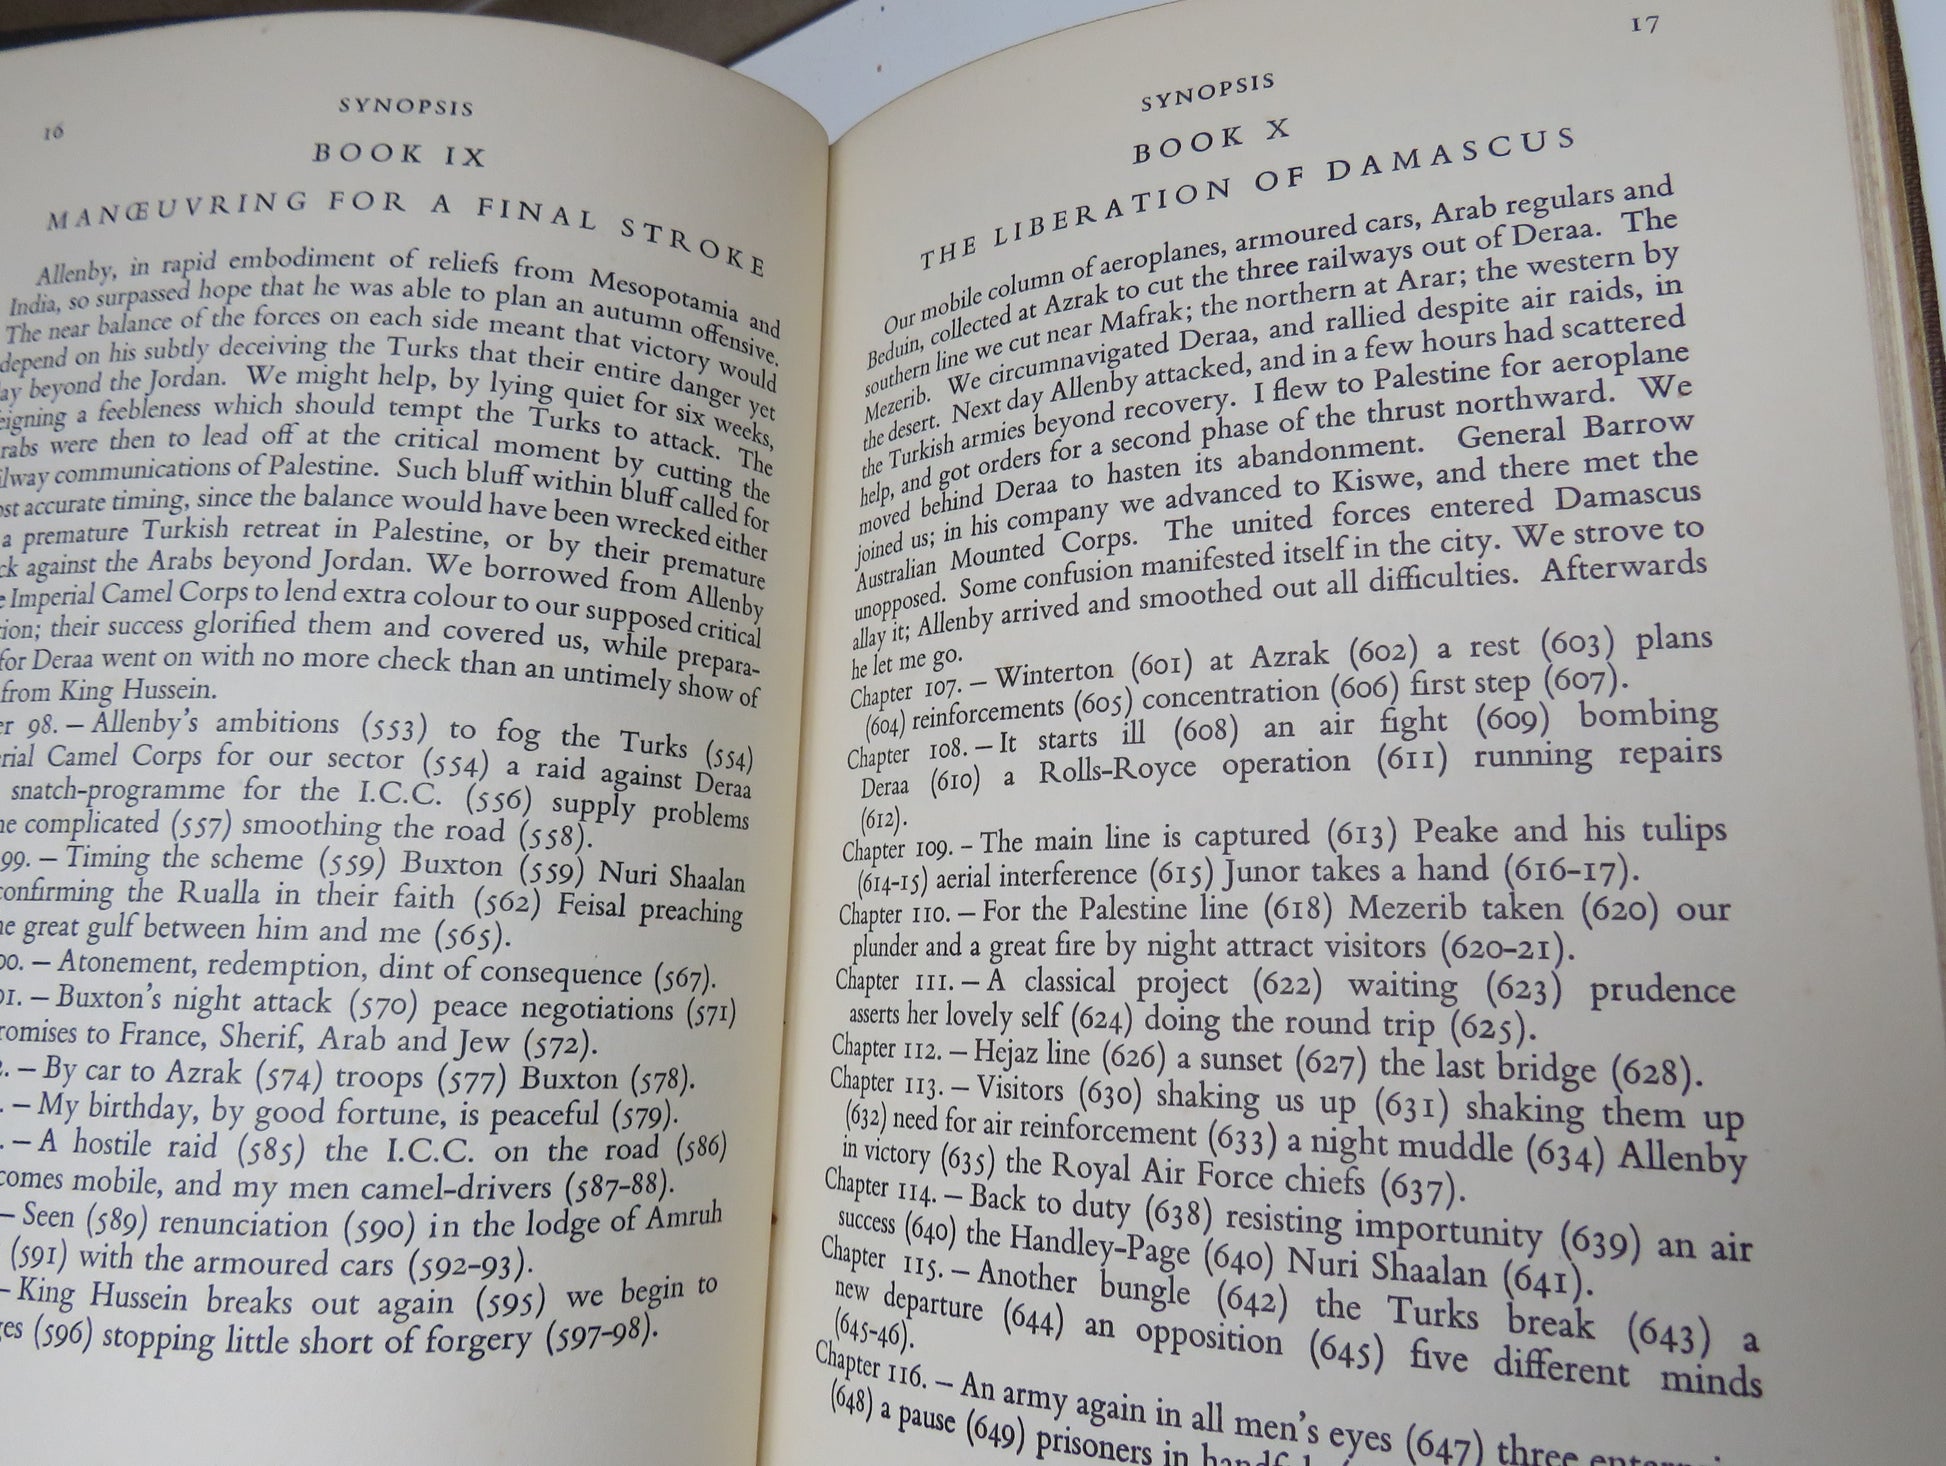 16
SYNOPSIS
BOOK IX
MANŒUVRING FOR A FINAL STROKE
Allenby, in rapid embodiment of reliefs from Mesopotamia and
India, so surpassed hope that he was able to plan an autumn offensive.
The near balance of the forces on each side meant that victory would
depend on his subtly deceiving the Turks that their entire danger yet
lay beyond the Jordan. We might help, by lying quiet for six weeks,
eigning a feebleness which should tempt the Turks to attack. The
rabs were then to lead off at the critical moment by cutting the
ilway communications of Palestine. Such bluff within bluff called for
ost accurate timing, since the balance would have been wrecked either
a premature Turkish retreat in Palestine, or by their premature
ck against the Arabs beyond Jordan. We borrowed from Allenby
e Imperial Camel Corps to lend extra colour to our supposed critical
tion; their success glorified them and covered us, while prepara-
for Deraa went on with no more check than an untimely show of
from King Hussein.
er 98. – Allenby's ambitions (553) to fog the Turks (554)
rial Camel Corps for our sector (554) a raid against Deraa
snatch-programme for the I.C.C. (556) supply problems
me complicated (557) smoothing the road (558).
99. – Timing the scheme (559) Buxton (559) Nuri Shaalan
confirming the Rualla in their faith (562) Feisal preaching
he great gulf between him and me (565).
00. – Atonement, redemption, dint of consequence (567).
01. – Buxton's night attack (570) peace negotiations (571)
romises to France, Sherif, Arab and Jew (572).
2. – By car to Azrak (574) troops (577) Buxton (578).
. – My birthday, by good fortune, is peaceful (579).
. – A hostile raid (585) the I.C.C. on the road (586)
comes mobile, and my men camel-drivers (587–88).
– Seen (589) renunciation (590) in the lodge of Amruh
(591) with the armoured cars (592–93).
– King Hussein breaks out again (595) we begin to
ges (596) stopping little short of forgery (597–98).
17
SYNOPSIS
BOOK X
THE LIBERATION OF DAMASCUS
Our mobile column of aeroplanes, armoured cars, Arab regulars and
Beduin, collected at Azrak to cut the three railways out of Deraa. The
southern line we cut near Mafrak; the northern at Arar; the western by
Mezerib. We circumnavigated Deraa, and rallied despite air raids, in
the desert. Next day Allenby attacked, and in a few hours had scattered
the Turkish armies beyond recovery. I flew to Palestine for aeroplane
help, and got orders for a second phase of the thrust northward. We
moved behind Deraa to hasten its abandonment. General Barrow
joined us; in his company we advanced to Kiswe, and there met the
Australian Mounted Corps. The united forces entered Damascus
unopposed. Some confusion manifested itself in the city. We strove to
allay it; Allenby arrived and smoothed out all difficulties. Afterwards
he let me go.
Chapter 107. – Winterton (601) at Azrak (602) a rest (603) plans
(604) reinforcements (605) concentration (606) first step (607).
Chapter 108. – It starts ill (608) an air fight (609) bombing
Deraa (610) a Rolls-Royce operation (611) running repairs
(612).
Chapter 109. – The main line is captured (613) Peake and his tulips
(614–15) aerial interference (615) Junor takes a hand (616–17).
Chapter 110. – For the Palestine line (618) Mezerib taken (620) our
plunder and a great fire by night attract visitors (620–21).
Chapter 111. – A classical project (622) waiting (623) prudence
asserts her lovely self (624) doing the round trip (625).
Chapter 112. – Hejaz line (626) a sunset (627) the last bridge (628).
Chapter 113. – Visitors (630) shaking us up (631) shaking them up
(632) need for air reinforcement (633) a night muddle (634) Allenby
in victory (635) the Royal Air Force chiefs (637).
Chapter 114. – Back to duty (638) resisting importunity (639) an air
success (640) the Handley-Page (640) Nuri Shaalan (641).
Chapter 115. – Another bungle (642) the Turks break (643) a
new departure (644) an opposition (645) five different minds
(645–46).
Chapter 116. – An army again in all men's eyes (647) three
(648) a pause (649) prisoners in